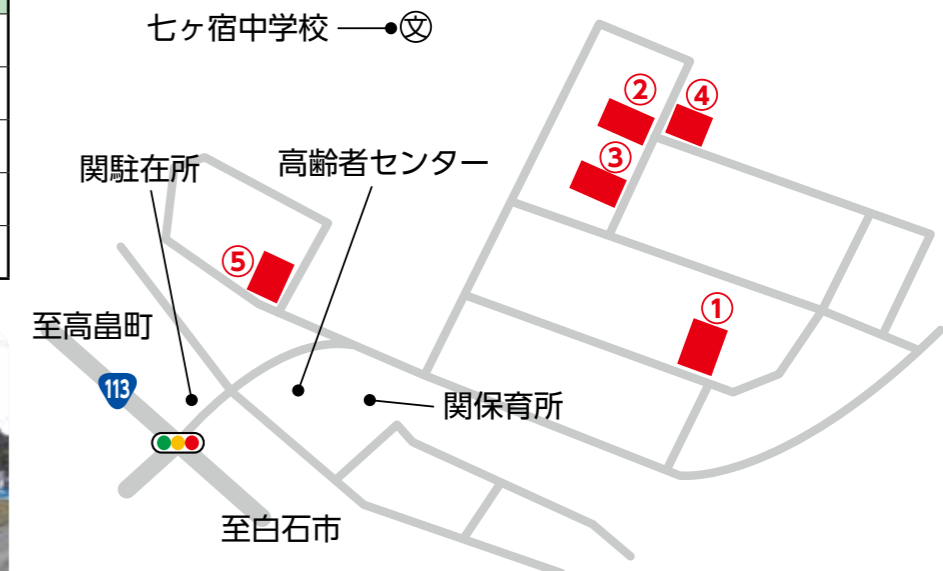 七ヶ宿中学校
文
②
④
③
関駐在所
高齢者センター
⑤
①
至高畠町
113
関保育所
至白石市